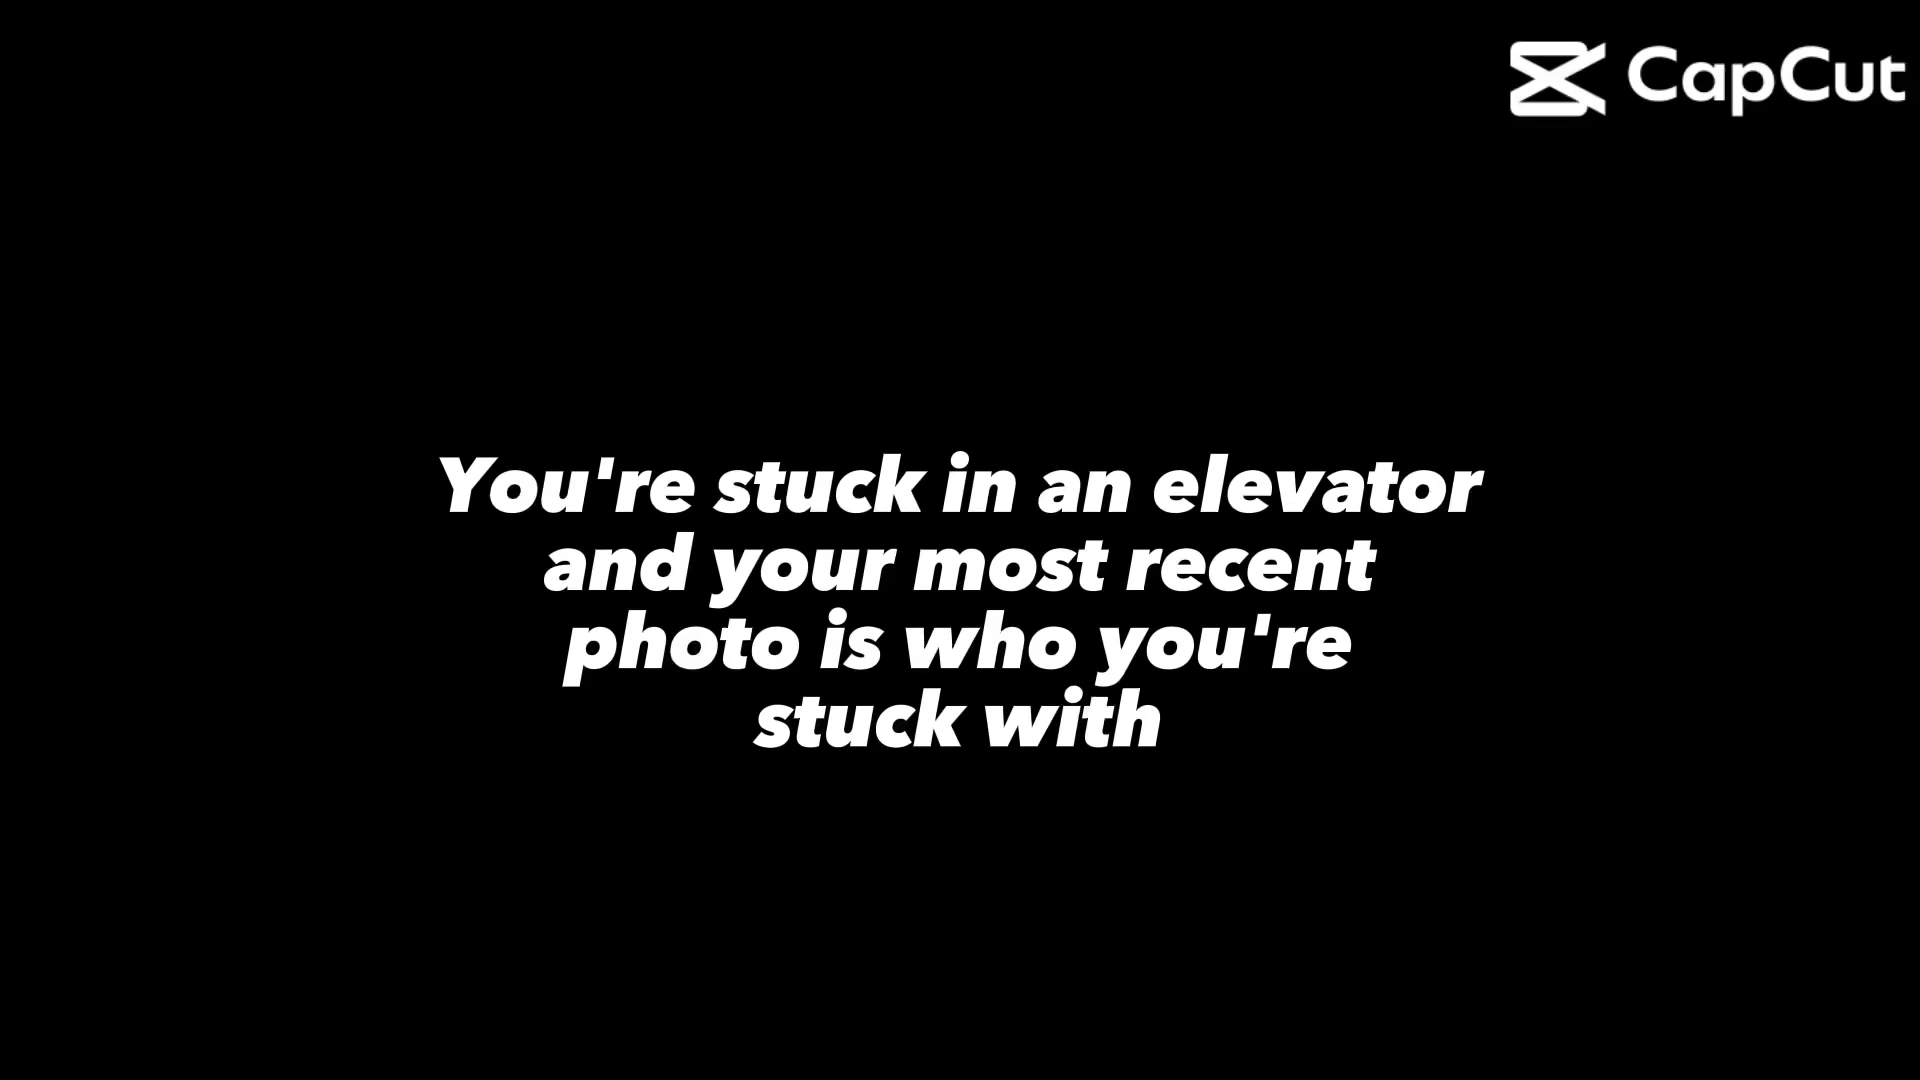 CapCut
You're stuck in an elevator
and your most recent
photo is who you're
stuck with